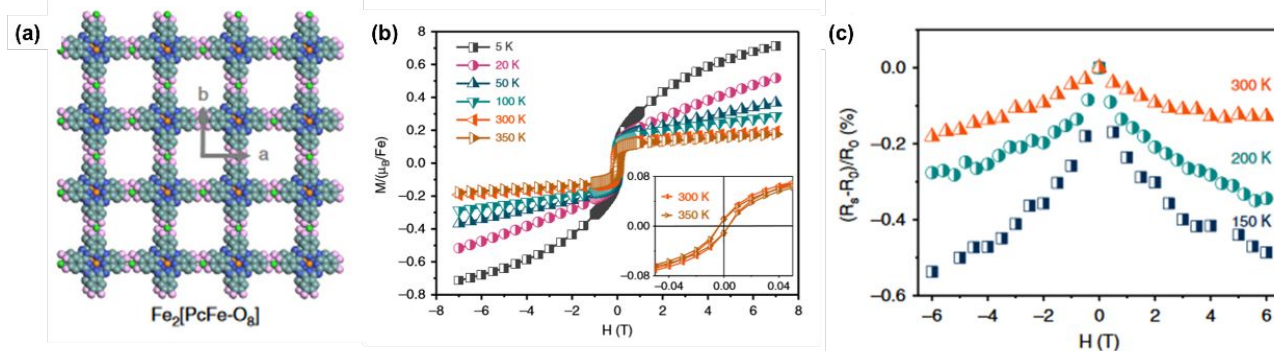 (a)
b
a
Fe₂[PcFe-O₈]
(b)
M/(μ_B/Fe)
0.8
0.6
0.4
0.2
0.0
−0.2
−0.4
−0.6
−0.8
5 K
20 K
50 K
100 K
300 K
350 K
0.08
0.00
−0.08
300 K
350 K
−0.04 0.00 0.04
−8 −6 −4 −2 0 2 4 6 8
H (T)
(c)
(Rₛ-R₀)/R₀ (%)
0.0
−0.2
−0.4
−0.6
300 K
200 K
150 K
−6 −4 −2 0 2 4 6
H (T)